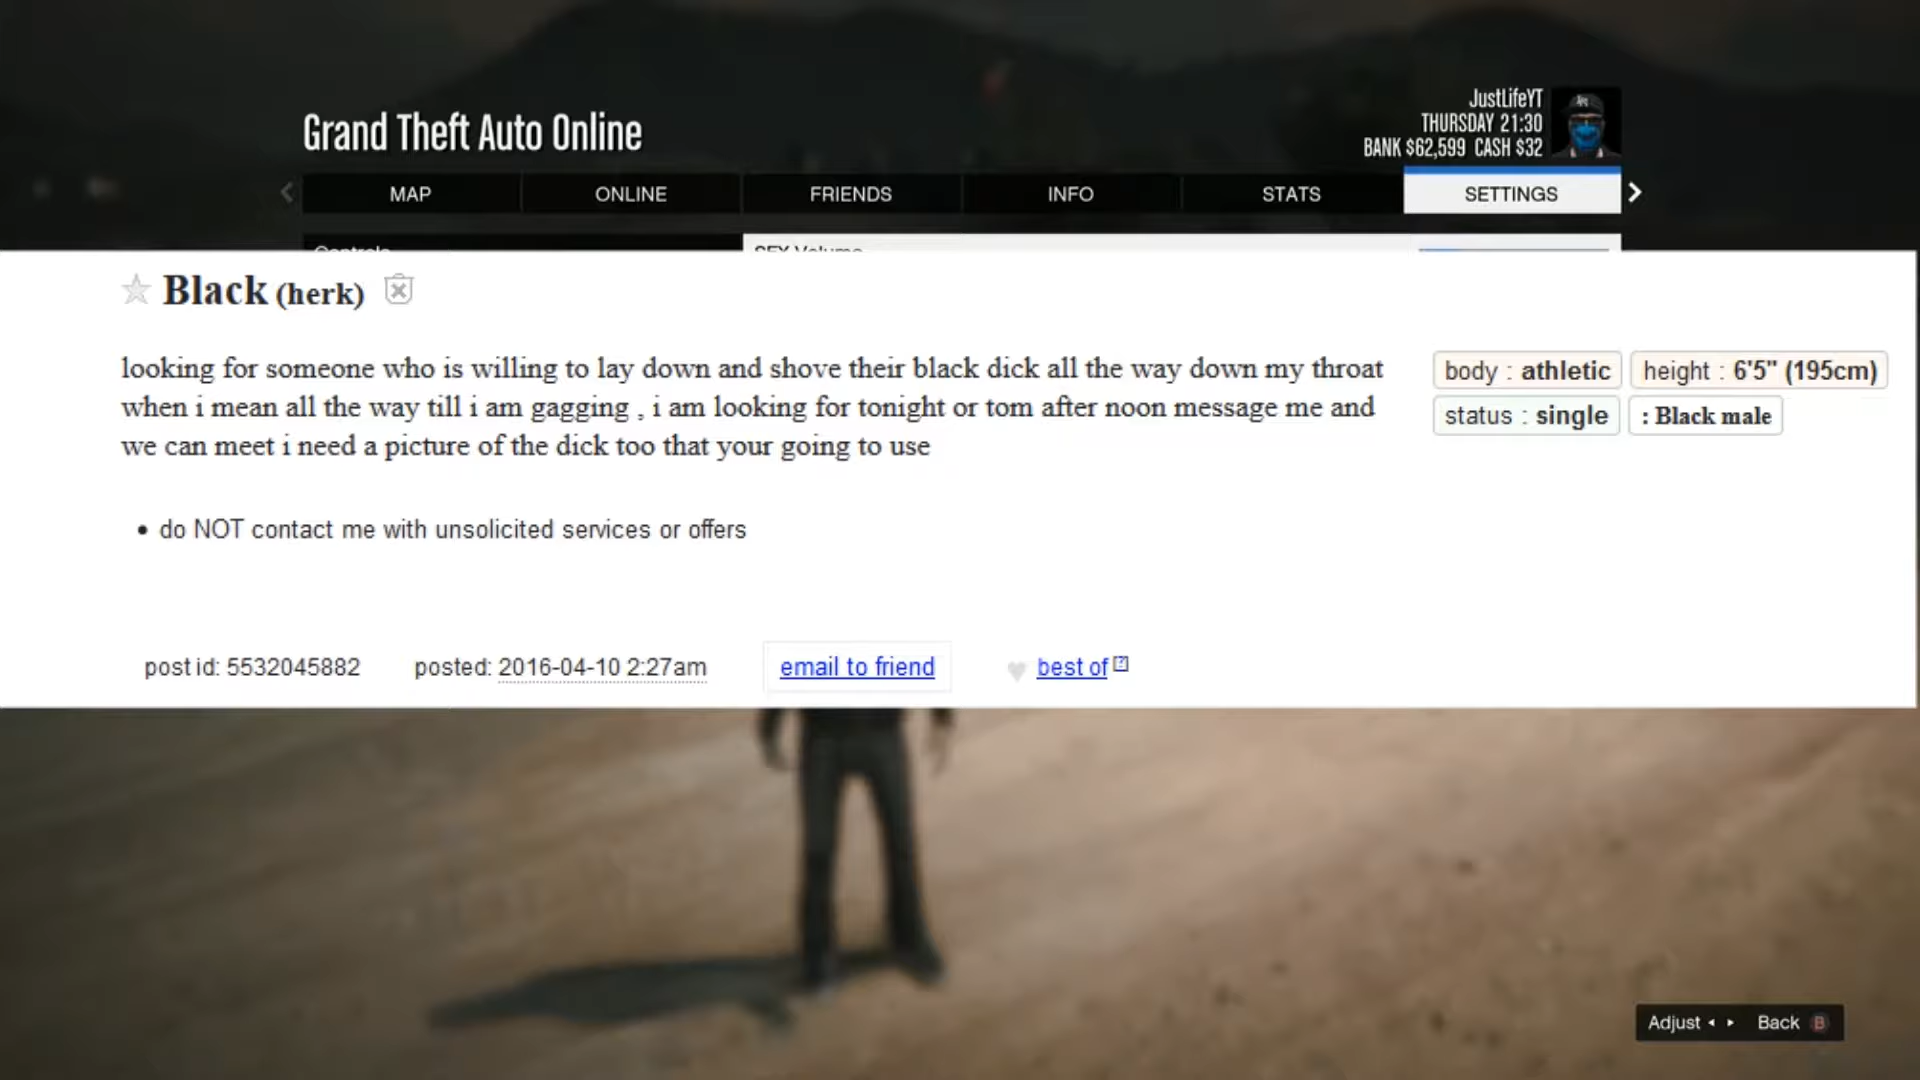 Grand Theft Auto Online
JustLifeYT
THURSDAY 21:30
BANK $62,599 CASH $32
MAP ONLINE FRIENDS INFO STATS SETTINGS
Controls SFX Volume
Black (herk)
looking for someone who is willing to lay down and shove their black dick all the way down my throat
when i mean all the way till i am gagging , i am looking for tonight or tom after noon message me and
we can meet i need a picture of the dick too that your going to use
body : athletic height : 6'5" (195cm)
status : single : Black male
• do NOT contact me with unsolicited services or offers
post id: 5532045882 posted: 2016-04-10 2:27am email to friend best of [?]
Adjust Back B